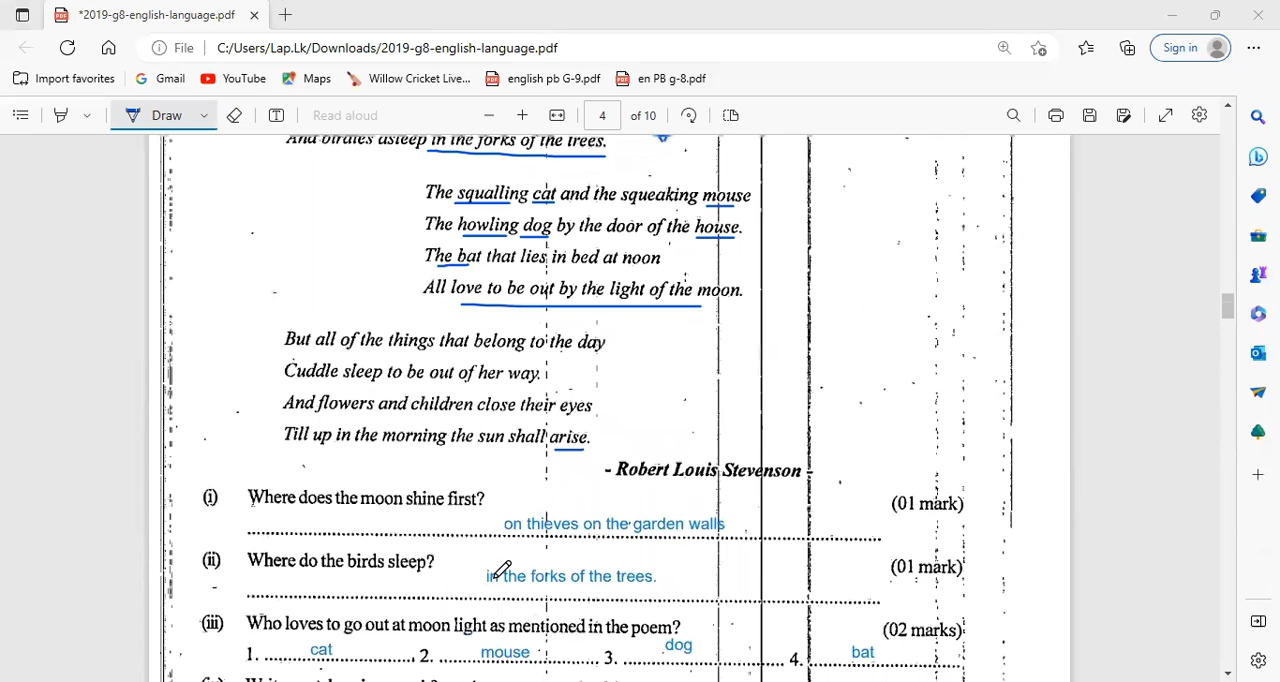 *2019-g8-english-language.pdf
File
C:/Users/Lap.Lk/Downloads/2019-g8-english-language.pdf
Sign in
Import favorites
Gmail
YouTube
Maps
Willow Cricket Live...
english pb G-9.pdf
en PB g-8.pdf
Draw
Read aloud
4
of 10
And birdies asleep in the forks of the trees.
The squalling cat and the squeaking mouse
The howling dog by the door of the house.
The bat that lies in bed at noon
All love to be out by the light of the moon.
But all of the things that belong to the day
Cuddle sleep to be out of her way.
And flowers and children close their eyes
Till up in the morning the sun shall arise.
- Robert Louis Stevenson -
(i) Where does the moon shine first? (01 mark)
on thieves on the garden walls
(ii) Where do the birds sleep? (01 mark)
in the forks of the trees.
(iii) Who loves to go out at moon light as mentioned in the poem? (02 marks)
1. cat 2. mouse 3. dog 4. bat